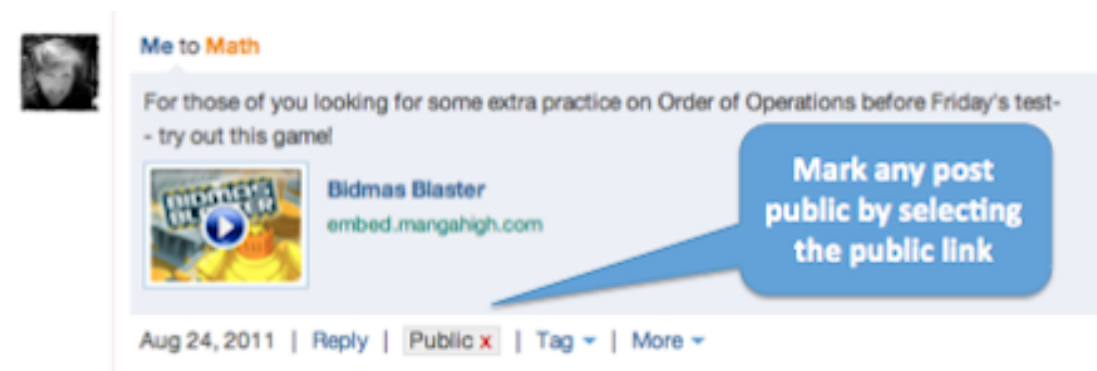 Me to Math
For those of you looking for some extra practice on Order of Operations before Friday's test-
- try out this game!
BIDMAS
BLASTER
Bidmas Blaster
embed.mangahigh.com
Mark any post
public by selecting
the public link
Aug 24, 2011 | Reply | Public x | Tag | More